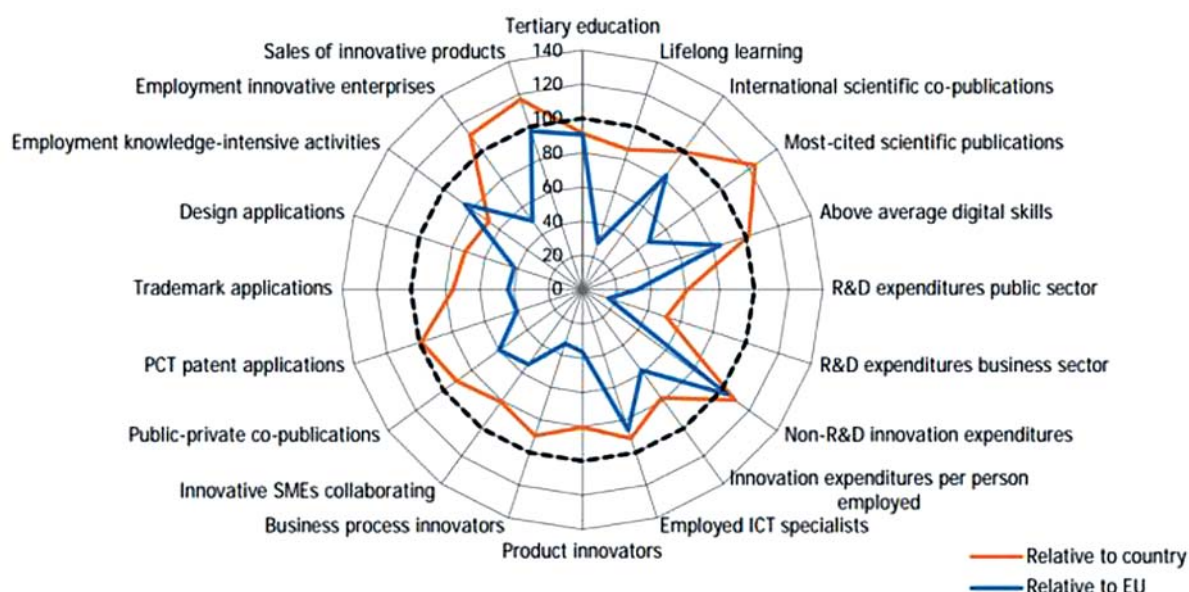 Tertiary education
140
Sales of innovative products
Lifelong learning
120
Employment innovative enterprises
International scientific co-publications
100
Employment knowledge-intensive activities
Most-cited scientific publications
80
60
Design applications
Above average digital skills
40
20
Trademark applications
0
R&D expenditures public sector
PCT patent applications
R&D expenditures business sector
Public-private co-publications
Non-R&D innovation expenditures
Innovative SMEs collaborating
Innovation expenditures per person
employed
Business process innovators
Employed ICT specialists
Product innovators
Relative to country
Relative to EU